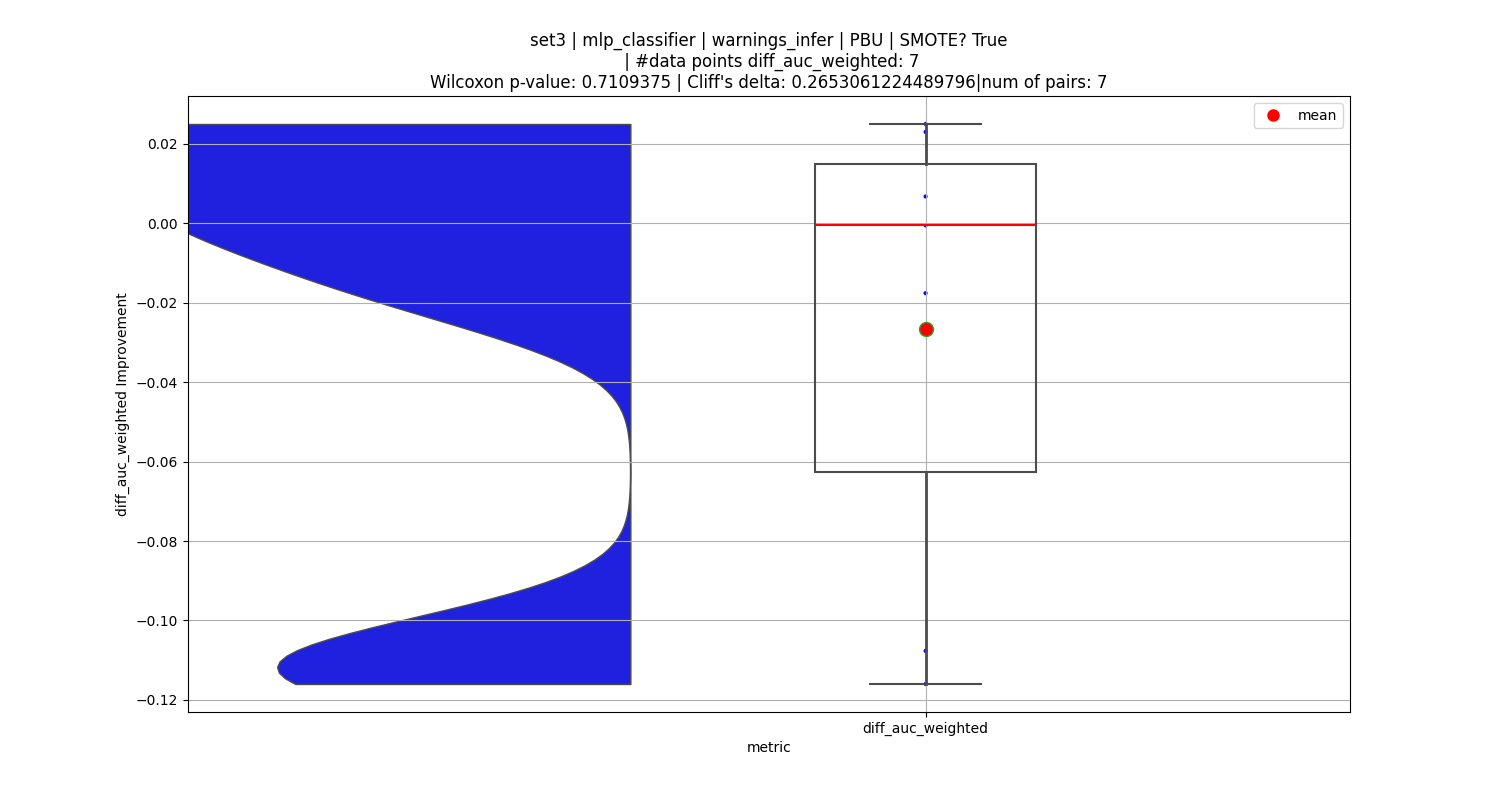 set3 | mlp_classifier | warnings_infer | PBU | SMOTE? True
| #data points diff_auc_weighted: 7
Wilcoxon p-value: 0.7109375 | Cliff's delta: 0.2653061224489796|num of pairs: 7
mean
0.02
0.00
−0.02
−0.04
−0.06
−0.08
−0.10
−0.12
diff_auc_weighted Improvement
diff_auc_weighted
metric